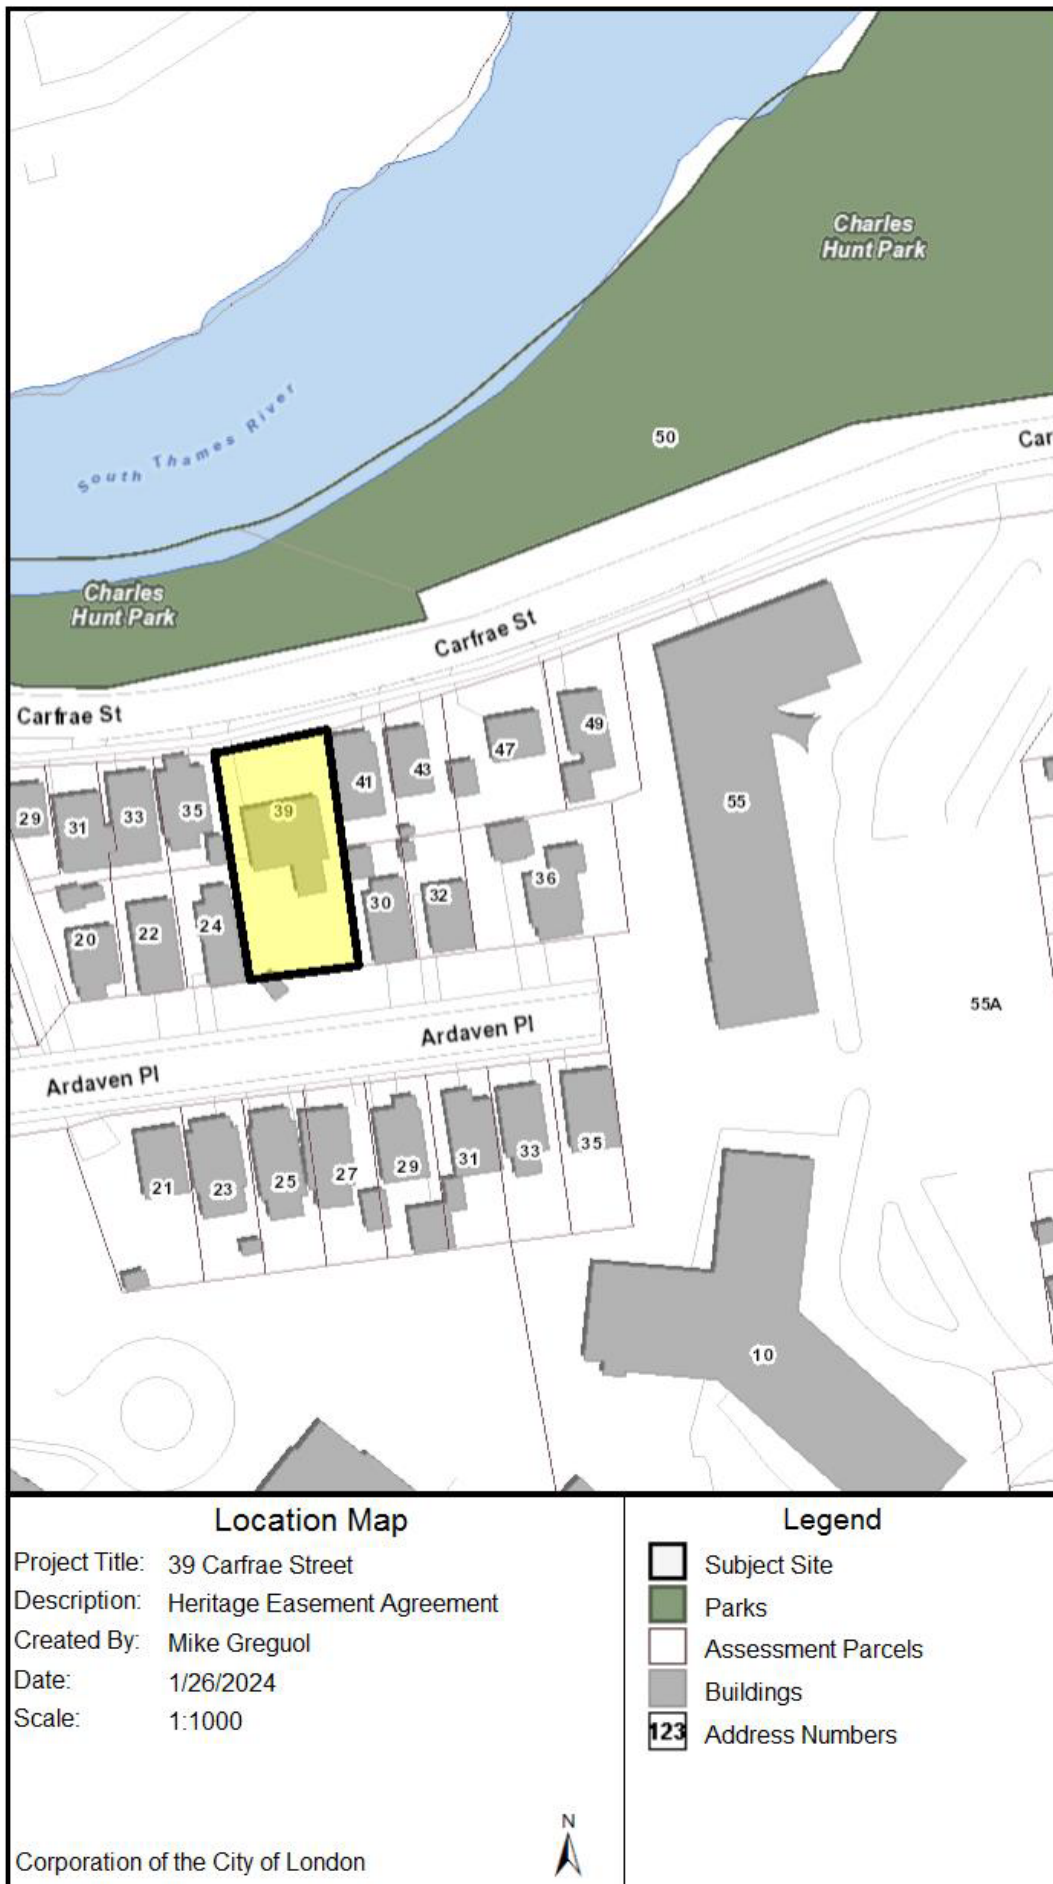 Charles
Hunt Park
South Thames River
50
Car
Charles
Hunt Park
Carfrae St
Carfrae St
49
47
43
41
39
35
33
31
29
55
36
32
30
24
22
20
55A
Ardaven Pl
Ardaven Pl
21
23
25
27
29
31
33
35
10
Location Map
Project Title: 39 Carfrae Street
Description: Heritage Easement Agreement
Created By: Mike Greguol
Date: 1/26/2024
Scale: 1:1000
Corporation of the City of London
N
Legend
Subject Site
Parks
Assessment Parcels
Buildings
123 Address Numbers